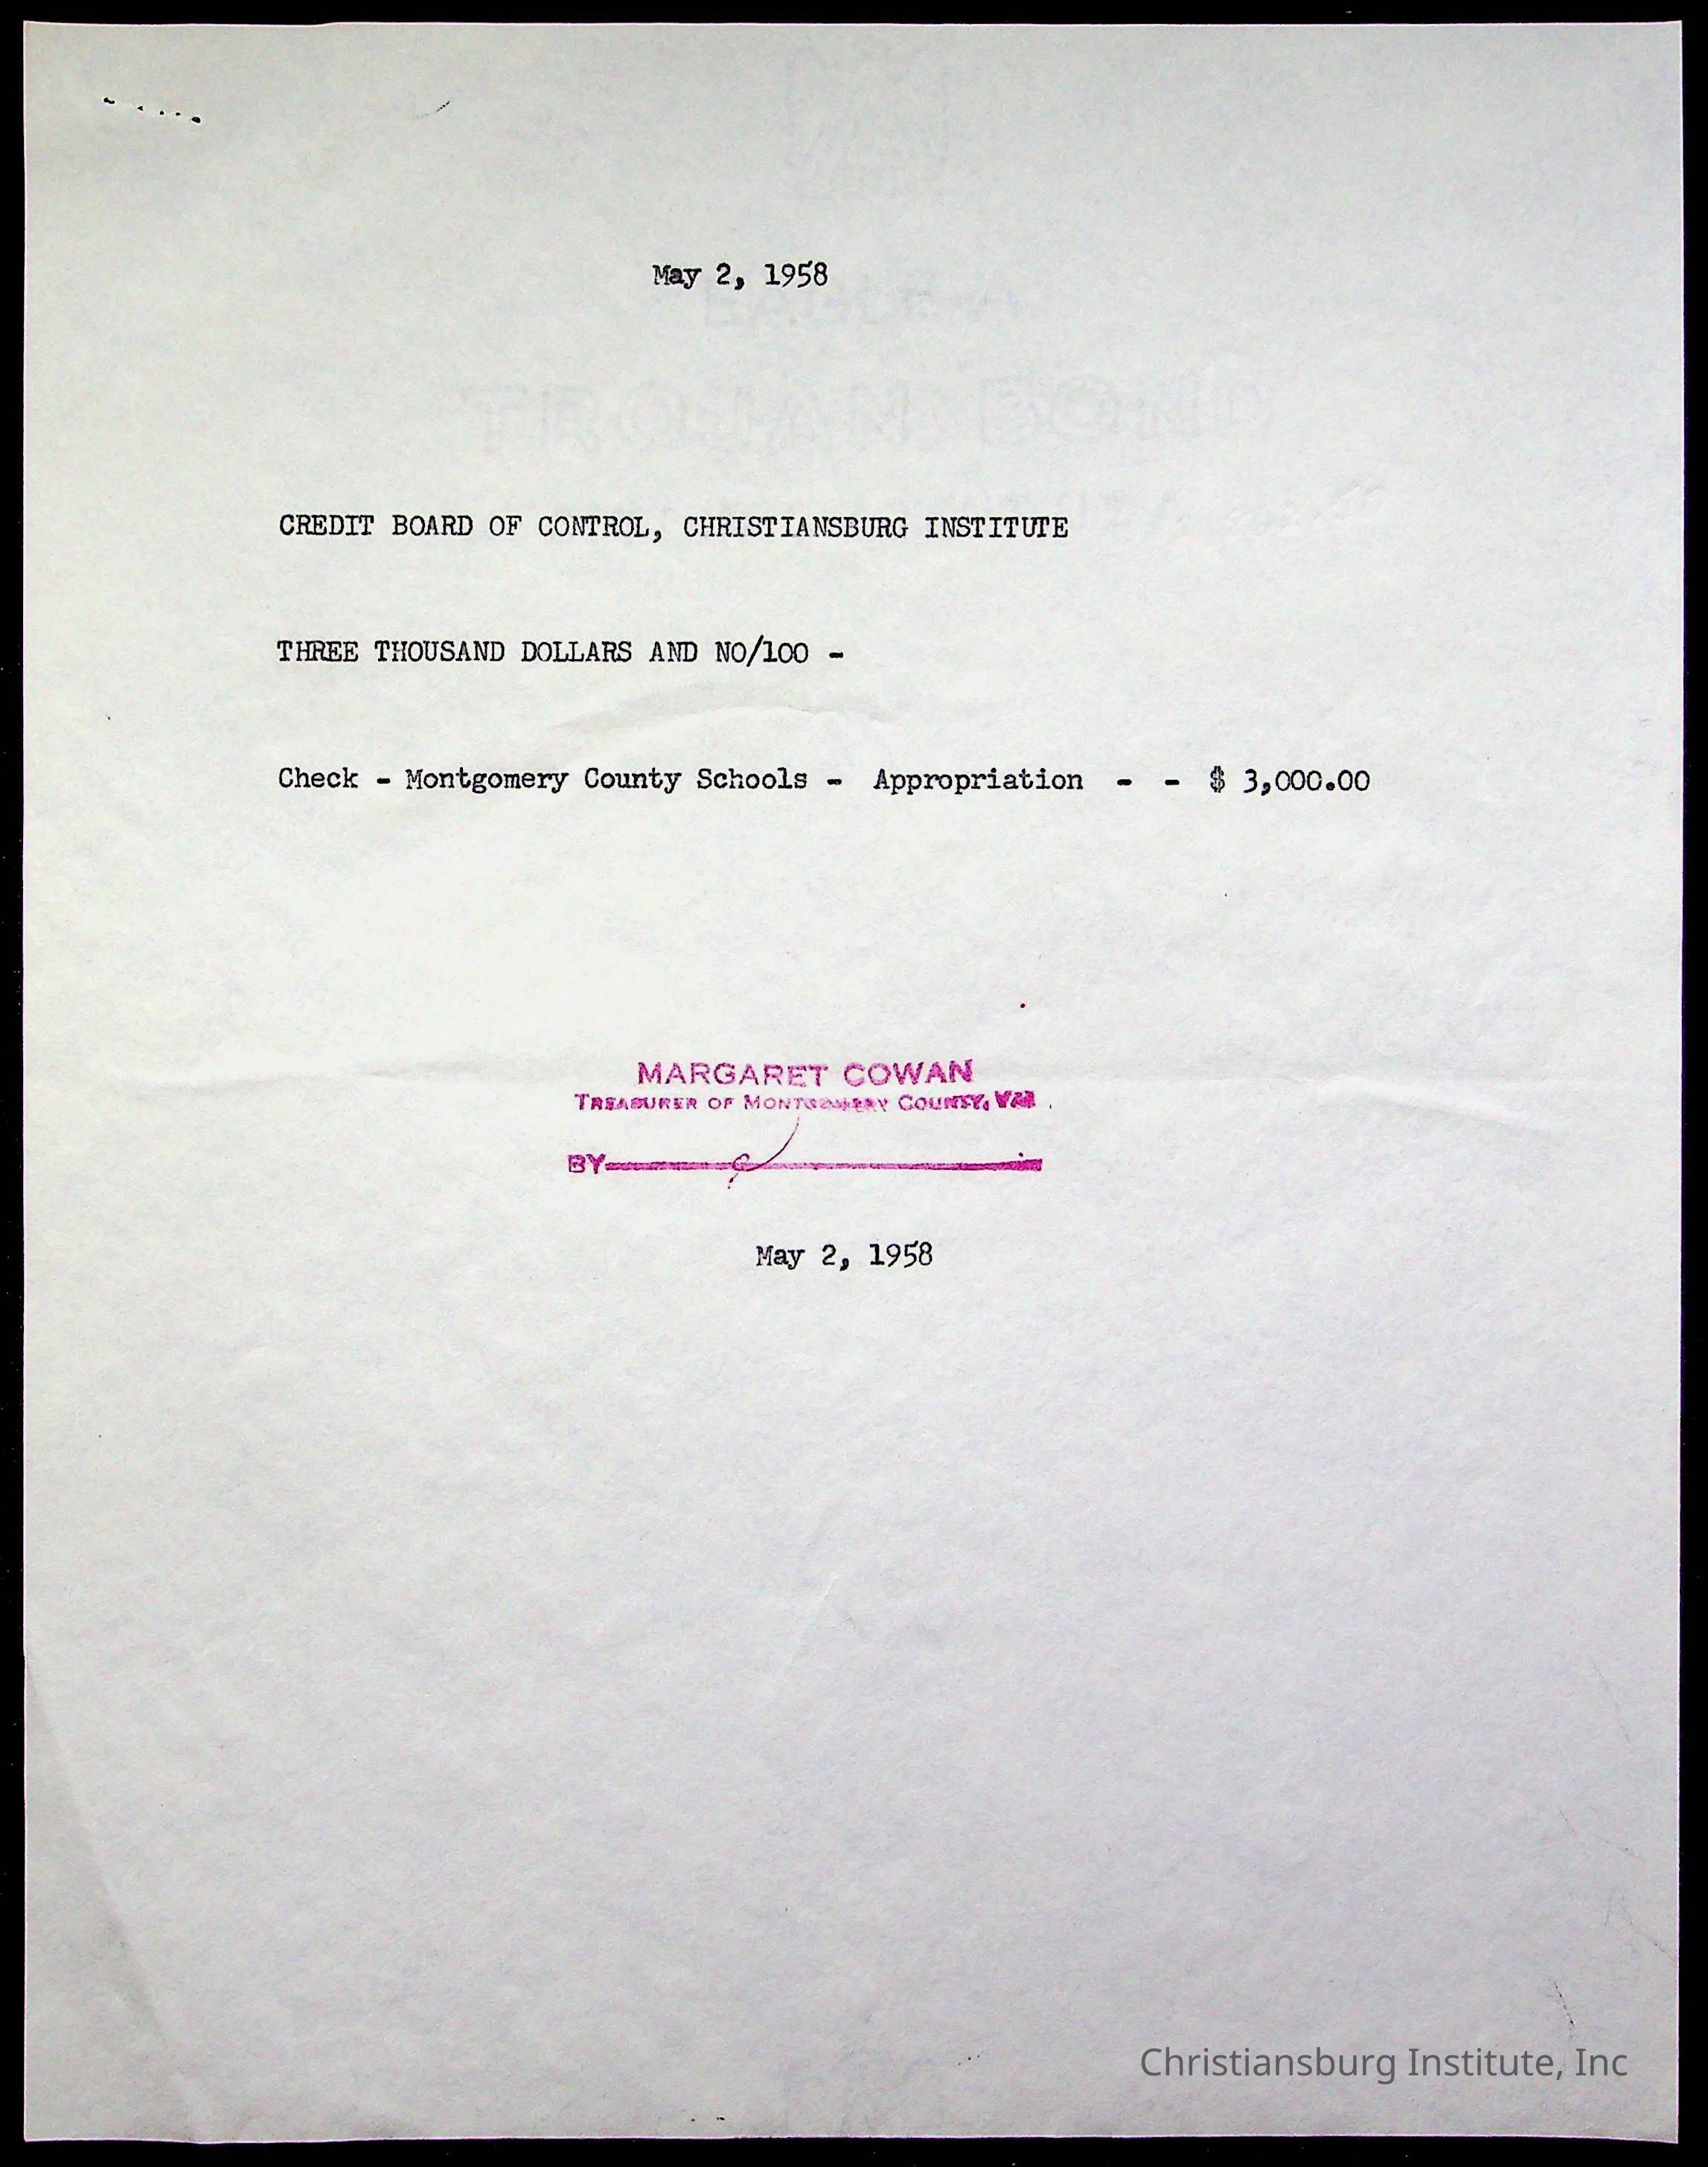 May 2, 1958
CREDIT BOARD OF CONTROL, CHRISTIANSBURG INSTITUTE
THREE THOUSAND DOLLARS AND NO/100 -
Check - Montgomery County Schools - Appropriation - - $ 3,000.00
MARGARET COWAN
TREASURER OF MONTGOMERY COUNTY, VA.
BY
May 2, 1958
Christiansburg Institute, Inc